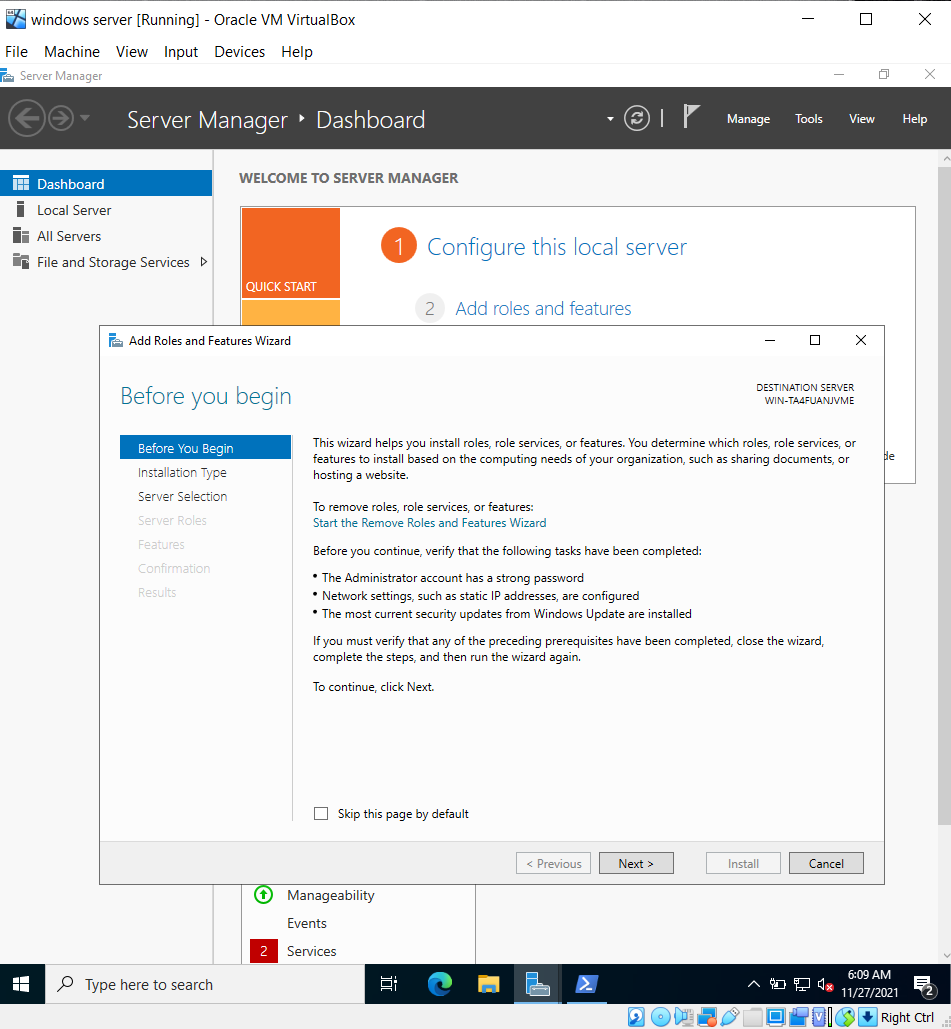 windows server [Running] - Oracle VM VirtualBox
File Machine View Input Devices Help
Server Manager
Server Manager Dashboard
Manage Tools View Help
Dashboard
Local Server
All Servers
File and Storage Services
WELCOME TO SERVER MANAGER
QUICK START
1 Configure this local server
2 Add roles and features
Add Roles and Features Wizard
Before you begin
DESTINATION SERVER
WIN-TA4FUANJVME
Before You Begin
Installation Type
Server Selection
Server Roles
Features
Confirmation
Results
This wizard helps you install roles, role services, or features. You determine which roles, role services, or
features to install based on the computing needs of your organization, such as sharing documents, or
hosting a website.
To remove roles, role services, or features:
Start the Remove Roles and Features Wizard
Before you continue, verify that the following tasks have been completed:
• The Administrator account has a strong password
• Network settings, such as static IP addresses, are configured
• The most current security updates from Windows Update are installed
If you must verify that any of the preceding prerequisites have been completed, close the wizard,
complete the steps, and then run the wizard again.
To continue, click Next.
Skip this page by default
< Previous Next > Install Cancel
de
Manageability
Events
2 Services
Type here to search
6:09 AM
11/27/2021
2
Right Ctrl